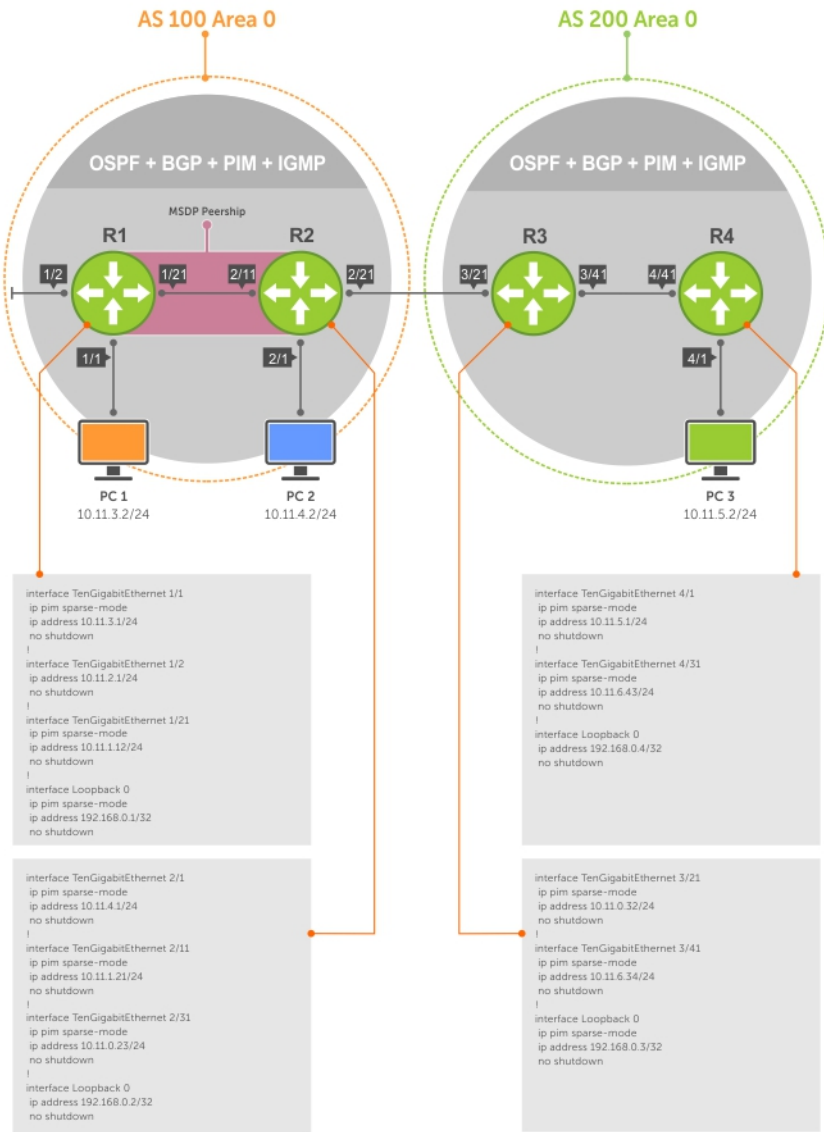 AS 100 Area 0
AS 200 Area 0
OSPF + BGP + PIM + IGMP
OSPF + BGP + PIM + IGMP
MSDP Peership
R1
R2
R3
R4
1/2
1/21
2/11
2/21
3/21
3/41
4/41
1/1
2/1
4/1
PC 1
10.11.3.2/24
PC 2
10.11.4.2/24
PC 3
10.11.5.2/24
interface TenGigabitEthernet 1/1
ip pim sparse-mode
ip address 10.11.3.1/24
no shutdown
!
interface TenGigabitEthernet 1/2
ip address 10.11.2.1/24
no shutdown
!
interface TenGigabitEthernet 1/21
ip pim sparse-mode
ip address 10.11.1.12/24
no shutdown
!
interface Loopback 0
ip pim sparse-mode
ip address 192.168.0.1/32
no shutdown
interface TenGigabitEthernet 4/1
ip pim sparse-mode
ip address 10.11.5.1/24
no shutdown
!
interface TenGigabitEthernet 4/31
ip pim sparse-mode
ip address 10.11.6.43/24
no shutdown
!
interface Loopback 0
ip address 192.168.0.4/32
no shutdown
interface TenGigabitEthernet 2/1
ip pim sparse-mode
ip address 10.11.4.1/24
no shutdown
!
interface TenGigabitEthernet 2/11
ip pim sparse-mode
ip address 10.11.1.21/24
no shutdown
!
interface TenGigabitEthernet 2/31
ip pim sparse-mode
ip address 10.11.0.23/24
no shutdown
!
interface Loopback 0
ip address 192.168.0.2/32
no shutdown
interface TenGigabitEthernet 3/21
ip pim sparse-mode
ip address 10.11.0.32/24
no shutdown
!
interface TenGigabitEthernet 3/41
ip pim sparse-mode
ip address 10.11.6.34/24
no shutdown
!
interface Loopback 0
ip pim sparse-mode
ip address 192.168.0.3/32
no shutdown